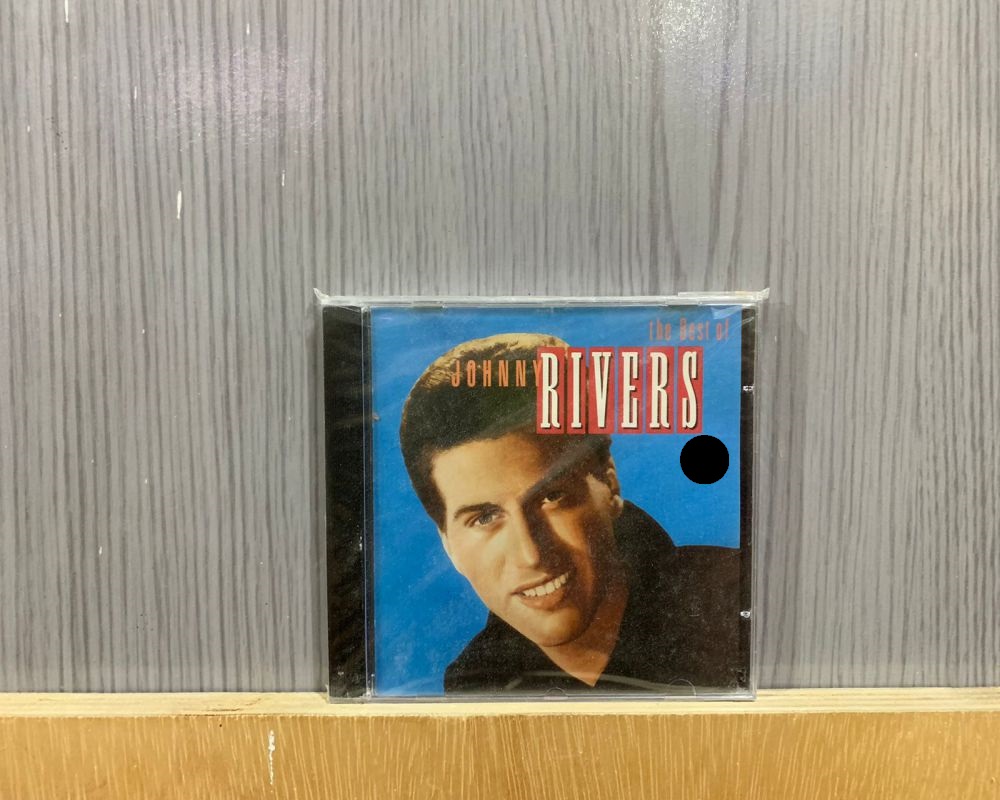 the Best of
JOHNNY RIVERS